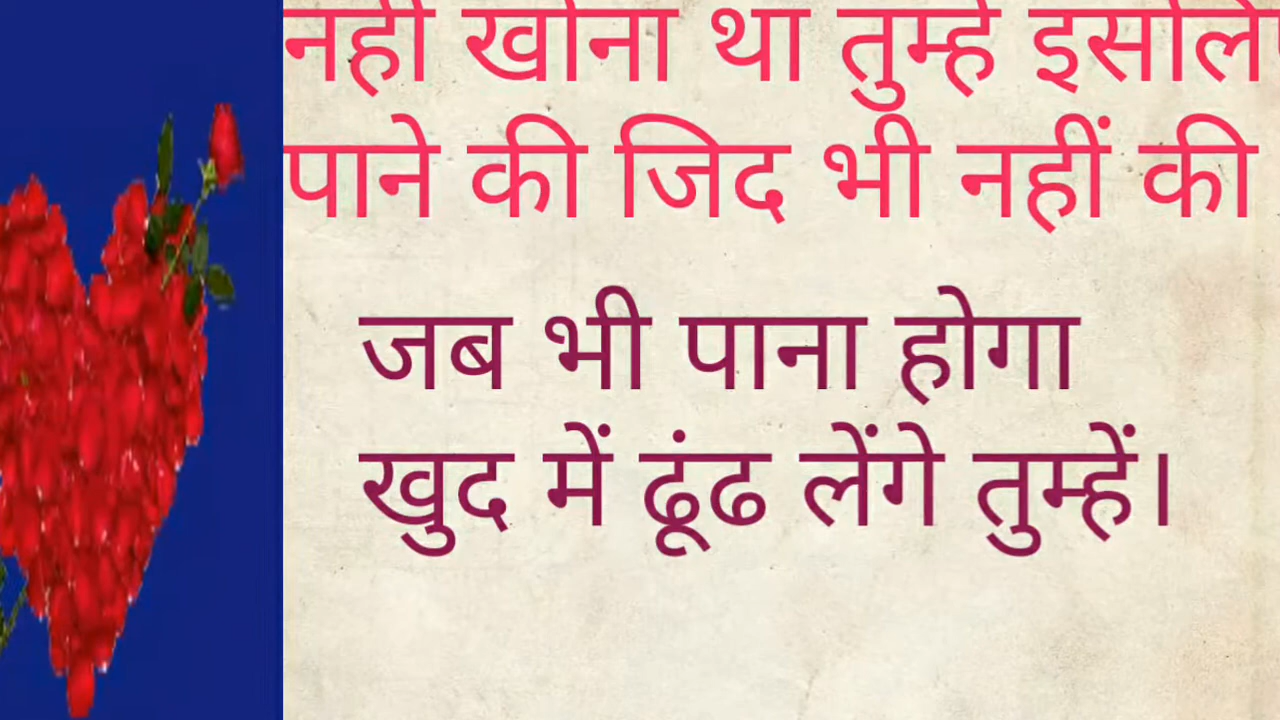 नहीं खोना था तुम्हें
पाने की जिद भी नहीं की
जब भी पाना होगा
खुद में ढूंढ लेंगे तुम्हें।